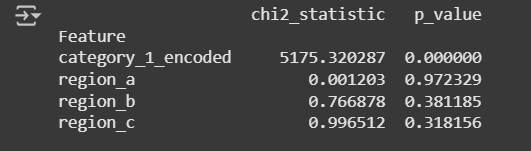 chi2_statistic p_value
Feature
category_1_encoded 5175.320287 0.000000
region_a 0.001203 0.972329
region_b 0.766878 0.381185
region_c 0.996512 0.318156